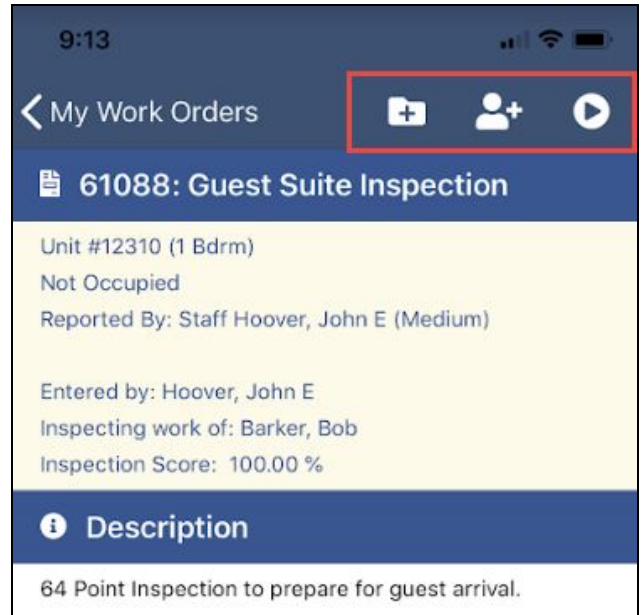 9:13
My Work Orders
61088: Guest Suite Inspection
Unit #12310 (1 Bdrm)
Not Occupied
Reported By: Staff Hoover, John E (Medium)
Entered by: Hoover, John E
Inspecting work of: Barker, Bob
Inspection Score: 100.00 %
Description
64 Point Inspection to prepare for guest arrival.